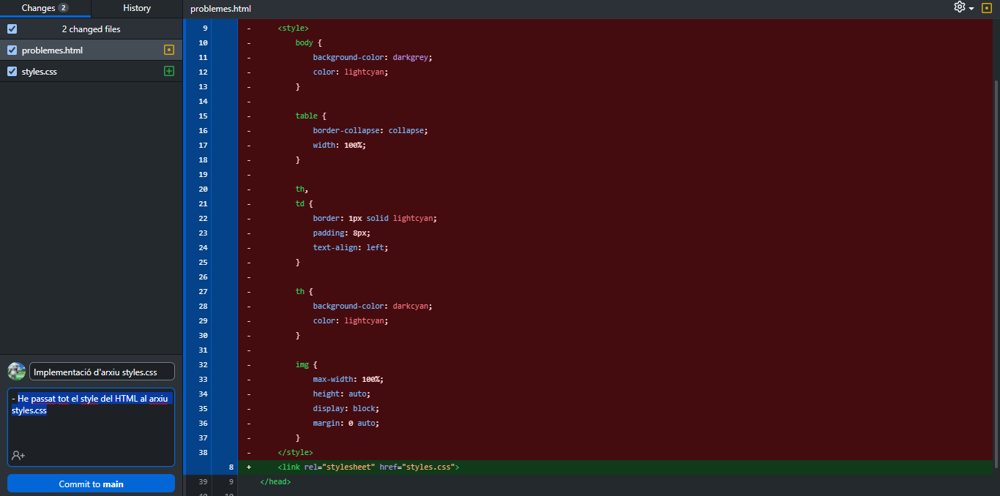 Changes 2
History
problemes.html
2 changed files
problemes.html
styles.css
9 - <style>
10 - body {
11 - background-color: darkgrey;
12 - color: lightcyan;
13 - }
14 -
15 - table {
16 - border-collapse: collapse;
17 - width: 100%;
18 - }
19 -
20 - th,
21 - td {
22 - border: 1px solid lightcyan;
23 - padding: 8px;
24 - text-align: left;
25 - }
26 -
27 - th {
28 - background-color: darkcyan;
29 - color: lightcyan;
30 - }
31 -
32 - img {
33 - max-width: 100%;
34 - height: auto;
35 - display: block;
36 - margin: 0 auto;
37 - }
38 - </style>
8 + <link rel="stylesheet" href="styles.css">
39 9 </head>
Implementació d'arxiu styles.css
- He passat tot el style del HTML al arxiu
styles.css
Commit to main